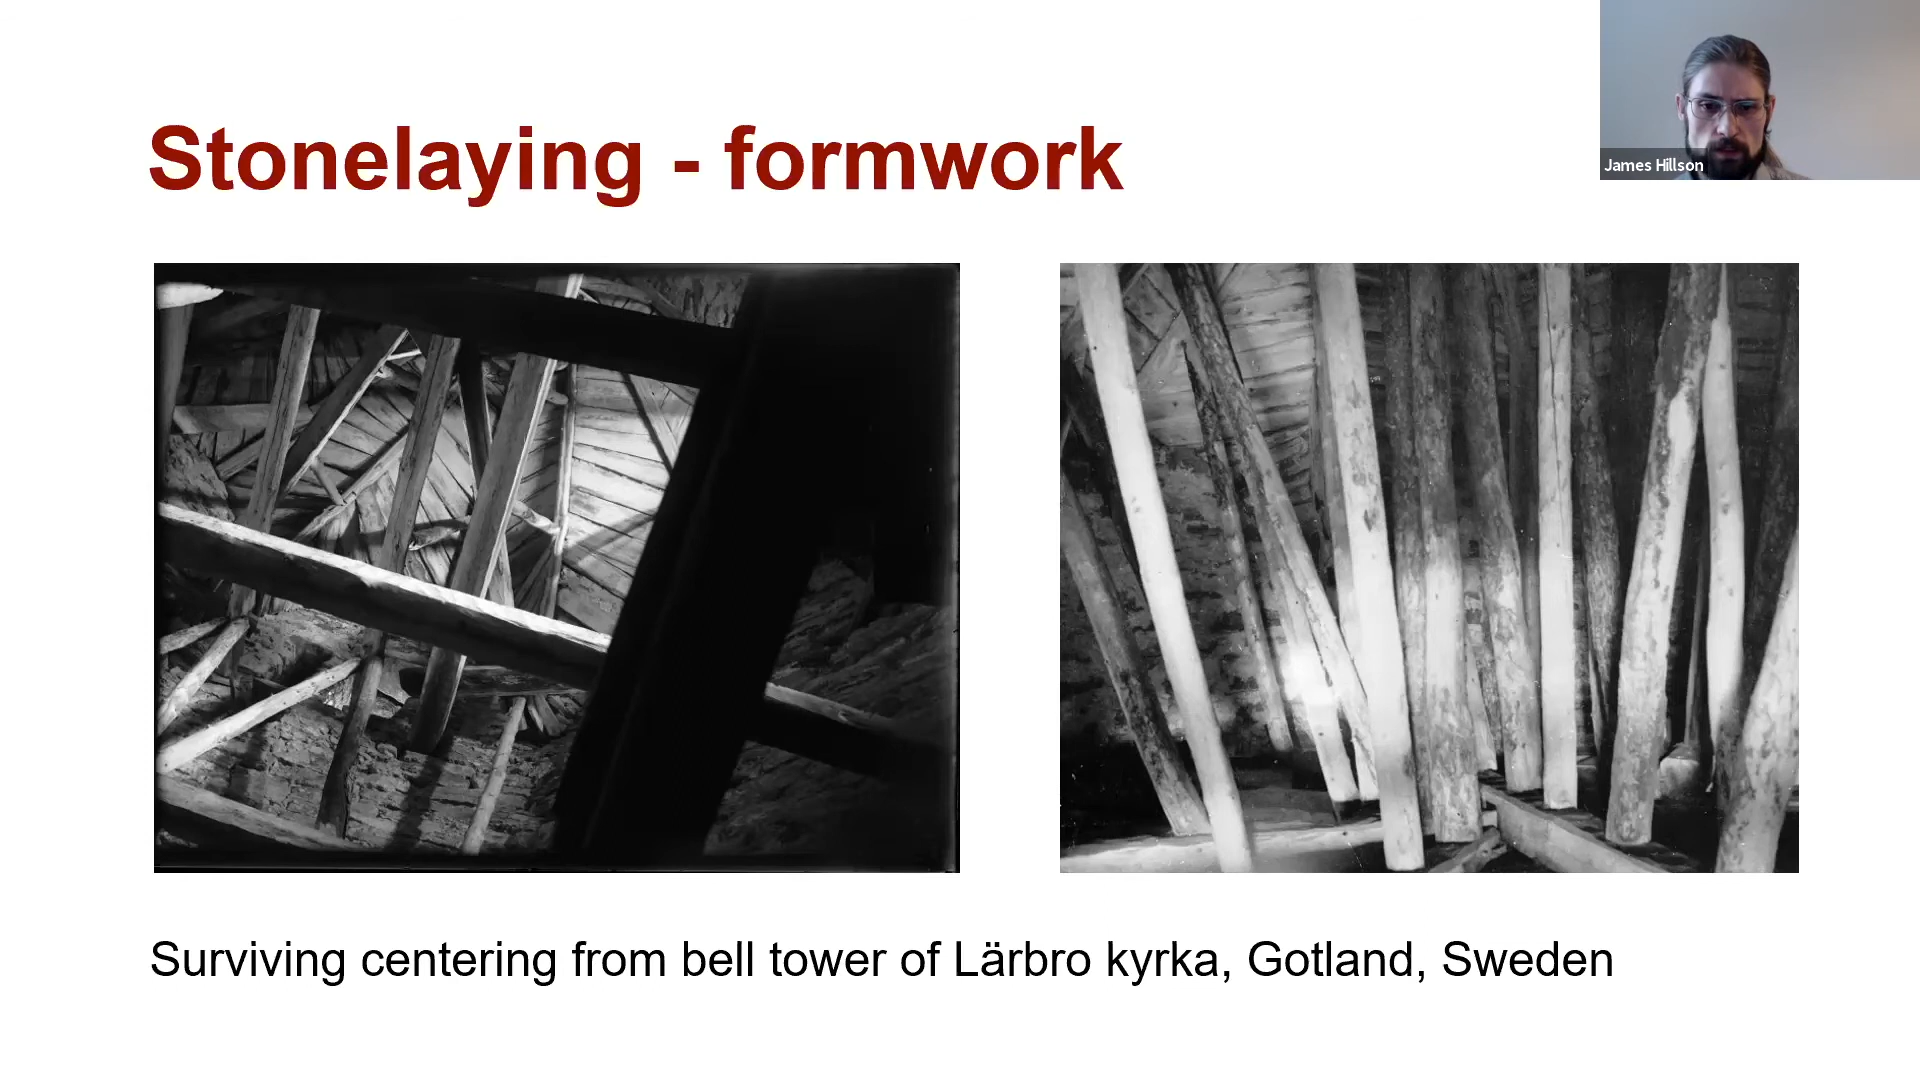 Stonelaying - formwork
James Hillson
Surviving centering from bell tower of Lärbro kyrka, Gotland, Sweden